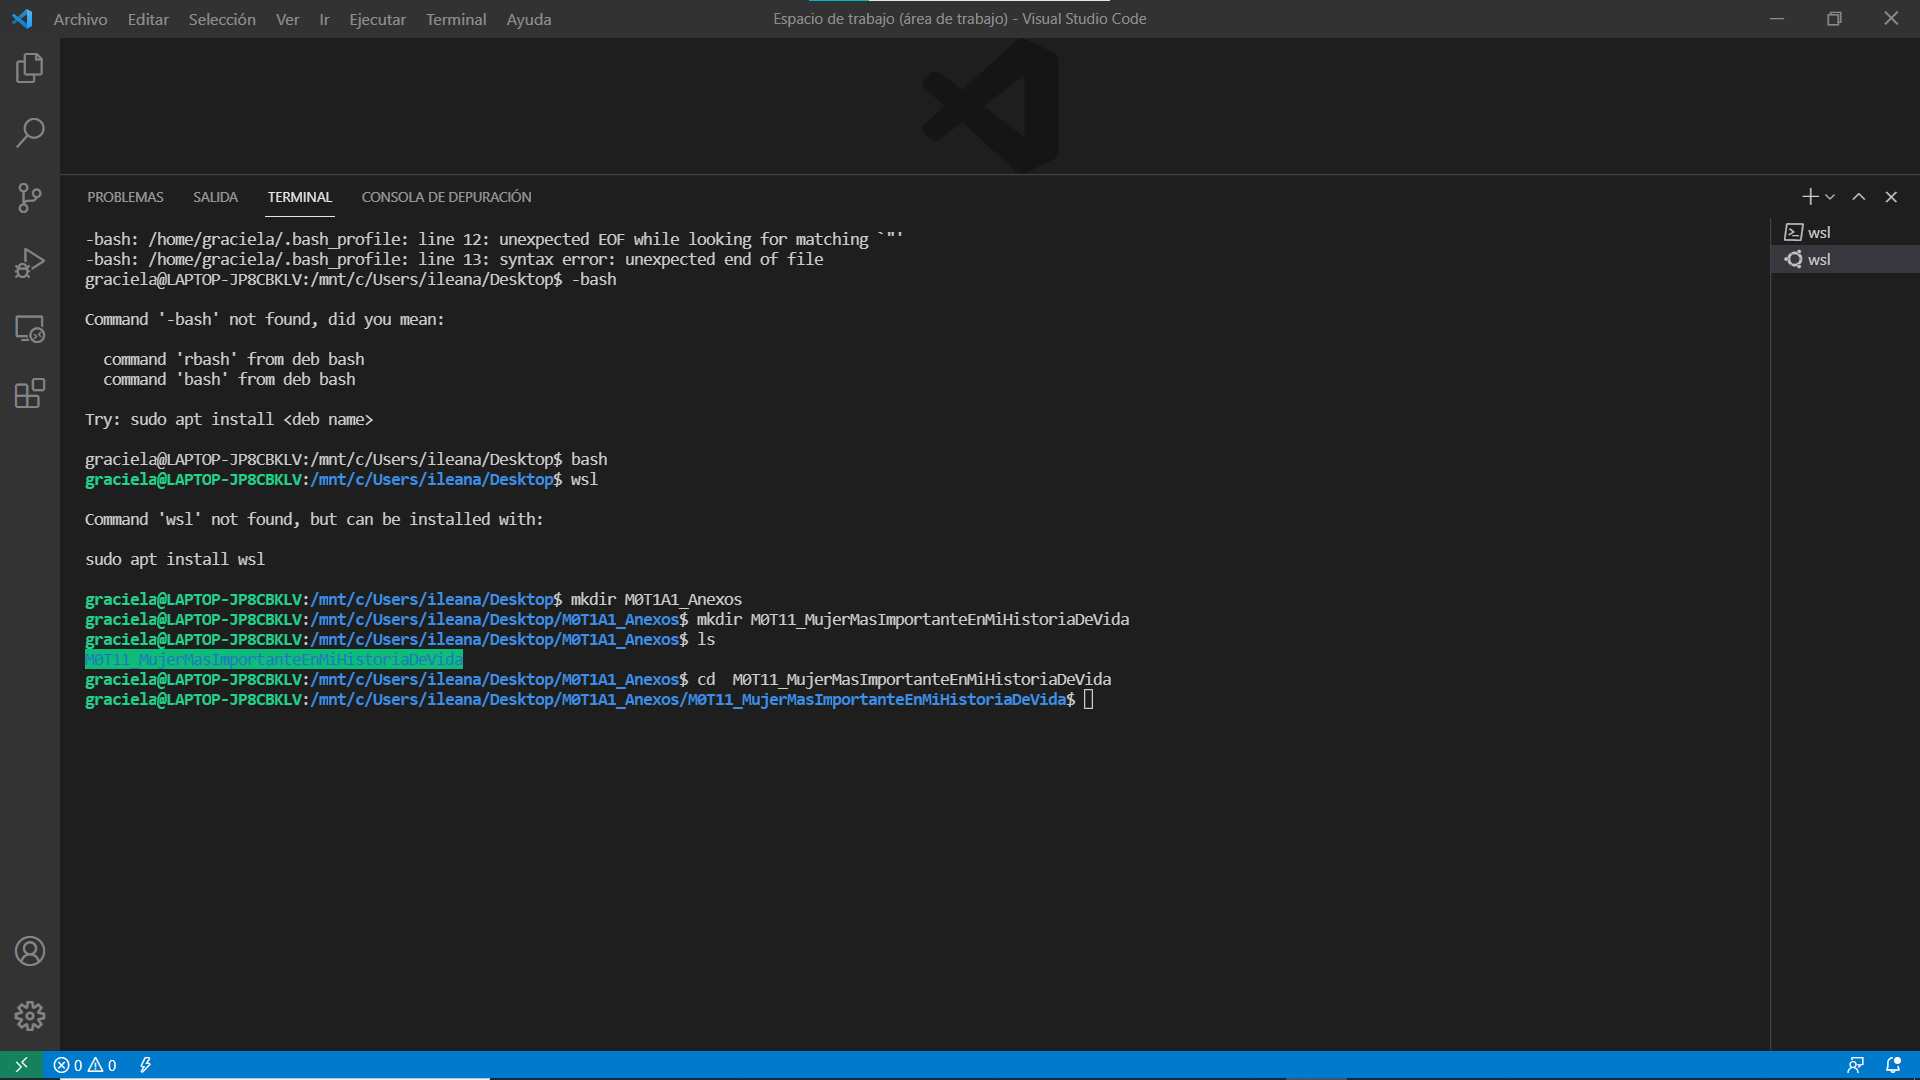 Archivo Editar Selección Ver Ir Ejecutar Terminal Ayuda
Espacio de trabajo (área de trabajo) - Visual Studio Code
PROBLEMAS SALIDA TERMINAL CONSOLA DE DEPURACIÓN
-bash: /home/graciela/.bash_profile: line 12: unexpected EOF while looking for matching `"'
-bash: /home/graciela/.bash_profile: line 13: syntax error: unexpected end of file
graciela@LAPTOP-JP8CBKLV:/mnt/c/Users/ileana/Desktop$ -bash
Command '-bash' not found, did you mean:
command 'rbash' from deb bash
command 'bash' from deb bash
Try: sudo apt install <deb name>
graciela@LAPTOP-JP8CBKLV:/mnt/c/Users/ileana/Desktop$ bash
graciela@LAPTOP-JP8CBKLV:/mnt/c/Users/ileana/Desktop$ wsl
Command 'wsl' not found, but can be installed with:
sudo apt install wsl
graciela@LAPTOP-JP8CBKLV:/mnt/c/Users/ileana/Desktop$ mkdir M0T1A1_Anexos
graciela@LAPTOP-JP8CBKLV:/mnt/c/Users/ileana/Desktop/M0T1A1_Anexos$ mkdir M0T11_MujerMasImportanteEnMiHistoriaDeVida
graciela@LAPTOP-JP8CBKLV:/mnt/c/Users/ileana/Desktop/M0T1A1_Anexos$ ls
M0T11_MujerMasImportanteEnMiHistoriaDeVida
graciela@LAPTOP-JP8CBKLV:/mnt/c/Users/ileana/Desktop/M0T1A1_Anexos$ cd  M0T11_MujerMasImportanteEnMiHistoriaDeVida
graciela@LAPTOP-JP8CBKLV:/mnt/c/Users/ileana/Desktop/M0T1A1_Anexos/M0T11_MujerMasImportanteEnMiHistoriaDeVida$
wsl
wsl
0 0